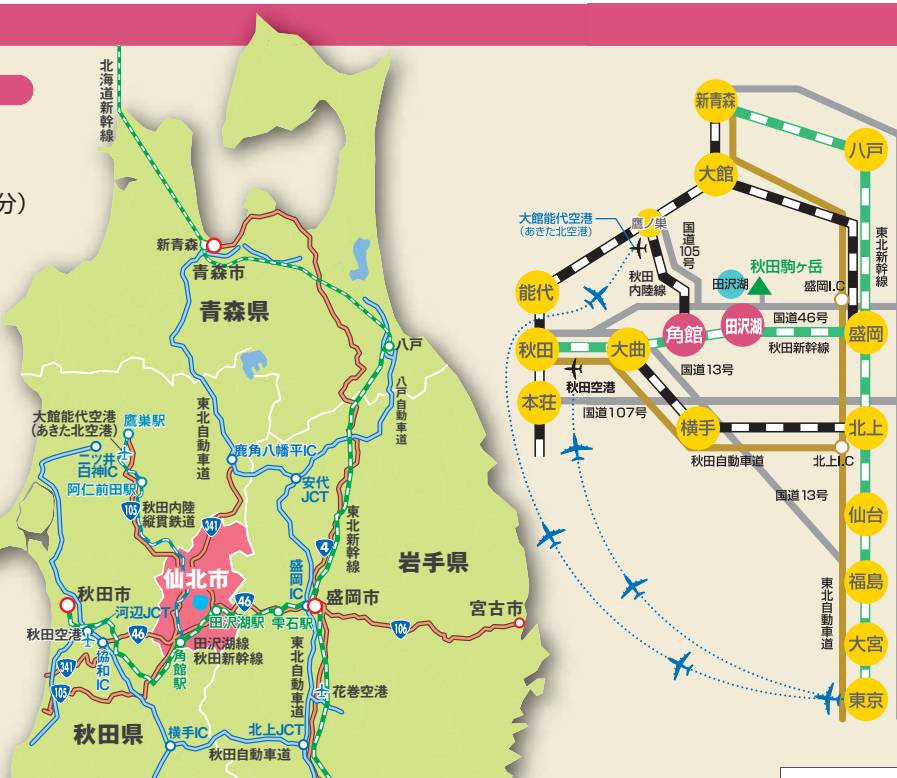 北海道新幹線
分）
新青森
青森市
青森県
八戸
八戸自動車道
大館能代空港
（あきた北空港）
鷹巣駅
東北自動車道
二ツ井
白神IC
鹿角八幡平IC
阿仁前田駅
安代
JCT
105
秋田内陸
縦貫鉄道
341
東北新幹線
4
岩手県
仙北市
盛岡IC
秋田市
河辺JCT
46
盛岡市
宮古市
田沢湖駅
雫石駅
秋田空港
46
106
協和IC
角館駅
田沢湖線
秋田新幹線
341
105
東北自動車道
花巻空港
秋田県
横手IC
北上JCT
秋田自動車道
新青森
八戸
大館
大館能代空港
（あきた北空港）
鷹ノ巣
国道105号
東北新幹線
秋田
内陸線
秋田駒ヶ岳
田沢湖
盛岡I.C
能代
角館
田沢湖
国道46号
盛岡
秋田
大曲
秋田新幹線
国道13号
秋田空港
本荘
国道107号
横手
北上
秋田自動車道
北上I.C
国道13号
仙台
福島
東北自動車道
大宮
東京